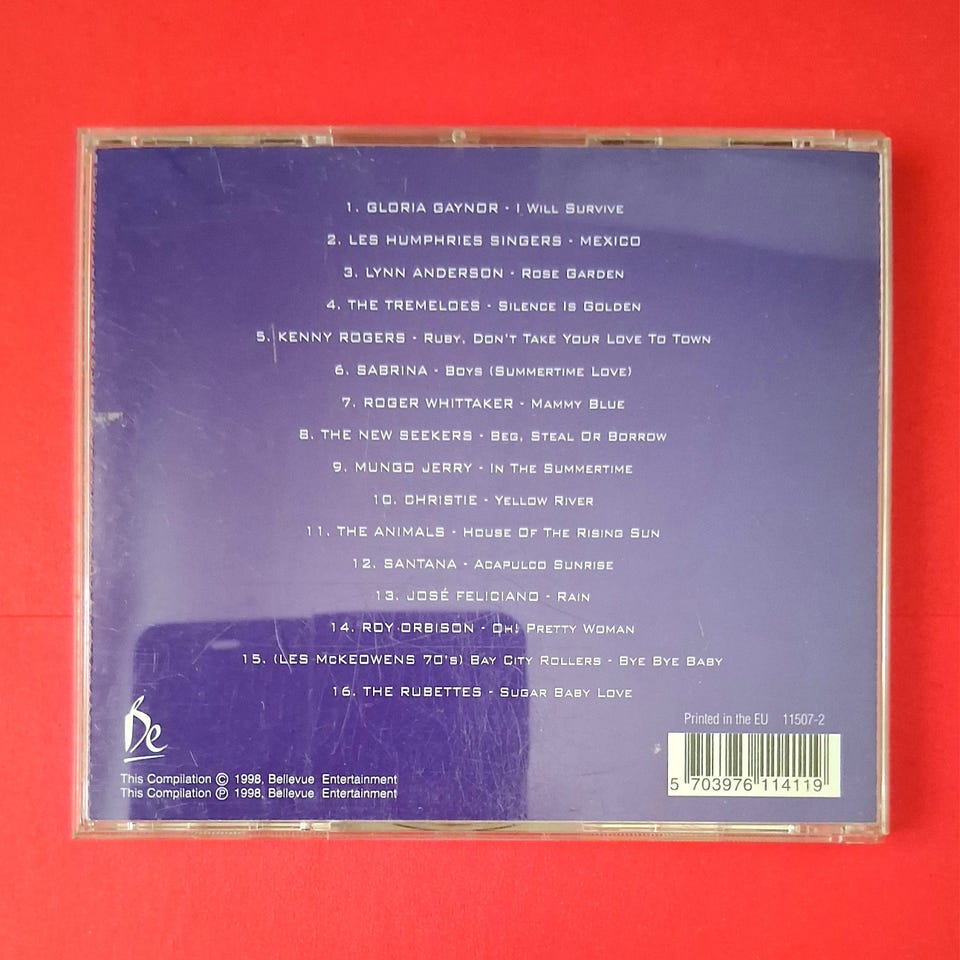 1. GLORIA GAYNOR - I WILL SURVIVE
2. LES HUMPHRIES SINGERS - MEXICO
3. LYNN ANDERSON - ROSE GARDEN
4. THE TREMELOES - SILENCE IS GOLDEN
5. KENNY ROGERS - RUBY, DON'T TAKE YOUR LOVE TO TOWN
6. SABRINA - BOYS (SUMMERTIME LOVE)
7. ROGER WHITTAKER - MAMMY BLUE
8. THE NEW SEEKERS - BEG, STEAL OR BORROW
9. MUNGO JERRY - IN THE SUMMERTIME
10. CHRISTIE - YELLOW RIVER
11. THE ANIMALS - HOUSE OF THE RISING SUN
12. SANTANA - ACAPULCO SUNRISE
13. JOSÉ FELICIANO - RAIN
14. ROY ORBISON - OH! PRETTY WOMAN
15. (LES McKEOWENS 70's) BAY CITY ROLLERS - BYE BYE BABY
16. THE RUBETTES - SUGAR BABY LOVE
Printed in the EU 11507-2
Be
5 703976 114119
This Compilation © 1998, Bellevue Entertainment
This Compilation ℗ 1998, Bellevue Entertainment